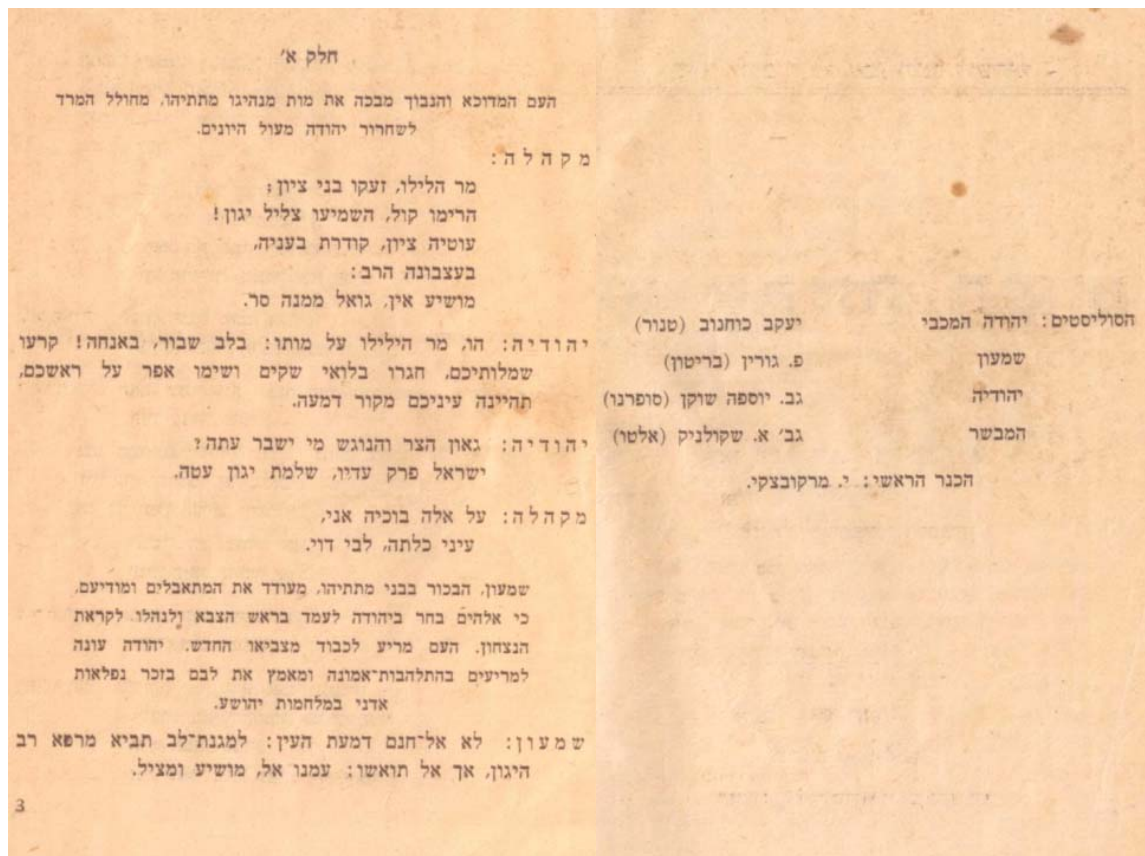 הסוליסטים: יהודה המכבי יעקב כוחנוב (טנור)
שמעון פ. גורין (בריטון)
יהודיה גב. יוספה שוקן (סופרנו)
המבשר גב׳ א. שקולניק (אלטו)
הכנר הראשי: י. מרקובצקי.
חלק א׳
העם המדוכא והנבוך מבכה את מות מנהיגו מתתיהו, מחולל המרד
לשחרור יהודה מעול היונים.
מקהלה:
מר הלילו, זעקו בני ציון;
הרימו קול, השמיעו צליל יגון!
עוטיה ציון, קודרת בעניה,
בעצבונה הרב:
מושיע אין, גואל ממנה סר.
יהודיה: הו, מר הילילו על מותו: בלב שבור, באנחה! קרעו
שמלותיכם, חגרו בלואי שקים ושימו אפר על ראשכם,
תהיינה עיניכם מקור דמעה.
יהודיה: גאון הצר והנוגש מי ישבר עתה?
ישראל פרק עדיו, שלמת יגון עטה.
מקהלה: על אלה בוכיה אני,
עיני כלתה, לבי דוי.
שמעון, הבכור בבני מתתיהו, מעודד את המתאבלים ומודיעם,
כי אלהים בחר ביהודה לעמד בראש הצבא ולנהלו לקראת
הנצחון. העם מריע לכבוד מצביאו החדש. יהודה עונה
למריעים בהתלהבות־אמונה ומאמץ את לבם בזכר נפלאות
אדני במלחמות יהושע.
שמעון: לא אל־חנם דמעת העין: למגנת־לב תביא מרפא רב
היגון, אך אל תואשו: עמנו אל, מושיע ומציל.
3